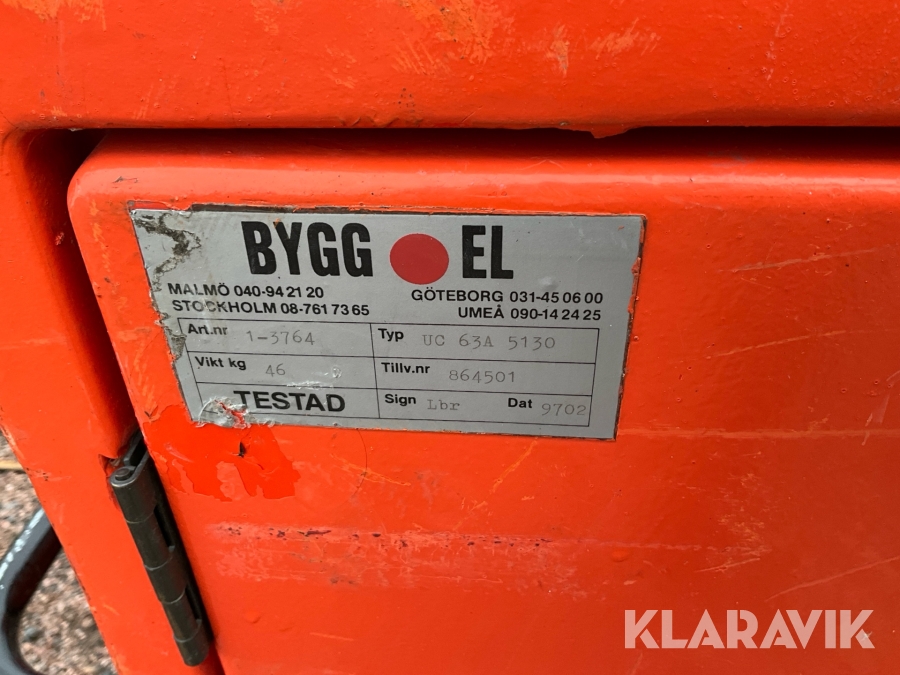 BYGG EL
MALMÖ 040-94 21 20 GÖTEBORG 031-45 06 00
STOCKHOLM 08-761 73 65 UMEÅ 090-14 24 25
Art.nr 1-3764 Typ UC 63A 5130
Vikt kg 46 Tillv.nr 864501
TESTAD Sign Lbr Dat 9702
KLARAVIK